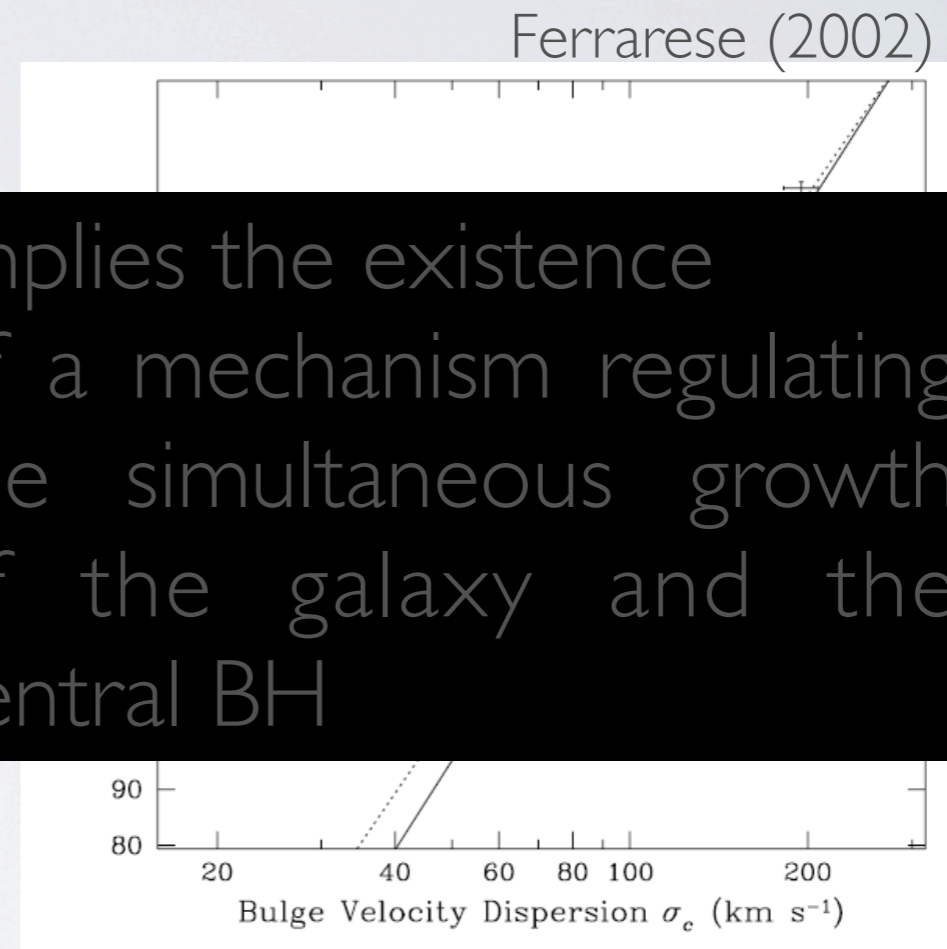 Ferrarese (2002)
nplies the existence
f a mechanism regulating
e simultaneous growth
f the galaxy and the
entral BH
90
80
20 40 60 80 100 200
Bulge Velocity Dispersion σc (km s−1)